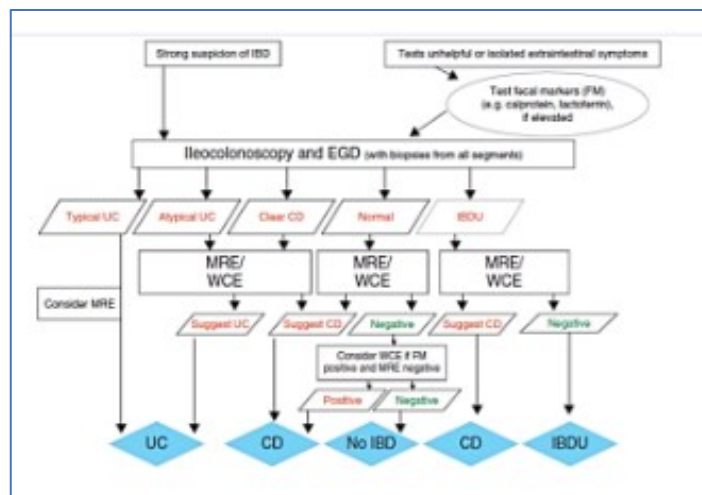 Strong suspicion of IBD
Tests unhelpful or isolated extraintestinal symptoms
Test fecal markers (FM)
(e.g. calprotein, lactoferrin),
if elevated
Ileocolonoscopy and EGD (with biopsies from all segments)
Typical UC
Atypical UC
Clear CD
Normal
IBDU
MRE/
WCE
MRE/
WCE
MRE/
WCE
Consider MRE
Suggest UC
Suggest CD
Negative
Suggest CD
Negative
Consider WCE if FM
positive and MRE negative
Positive
Negative
UC
CD
No IBD
CD
IBDU